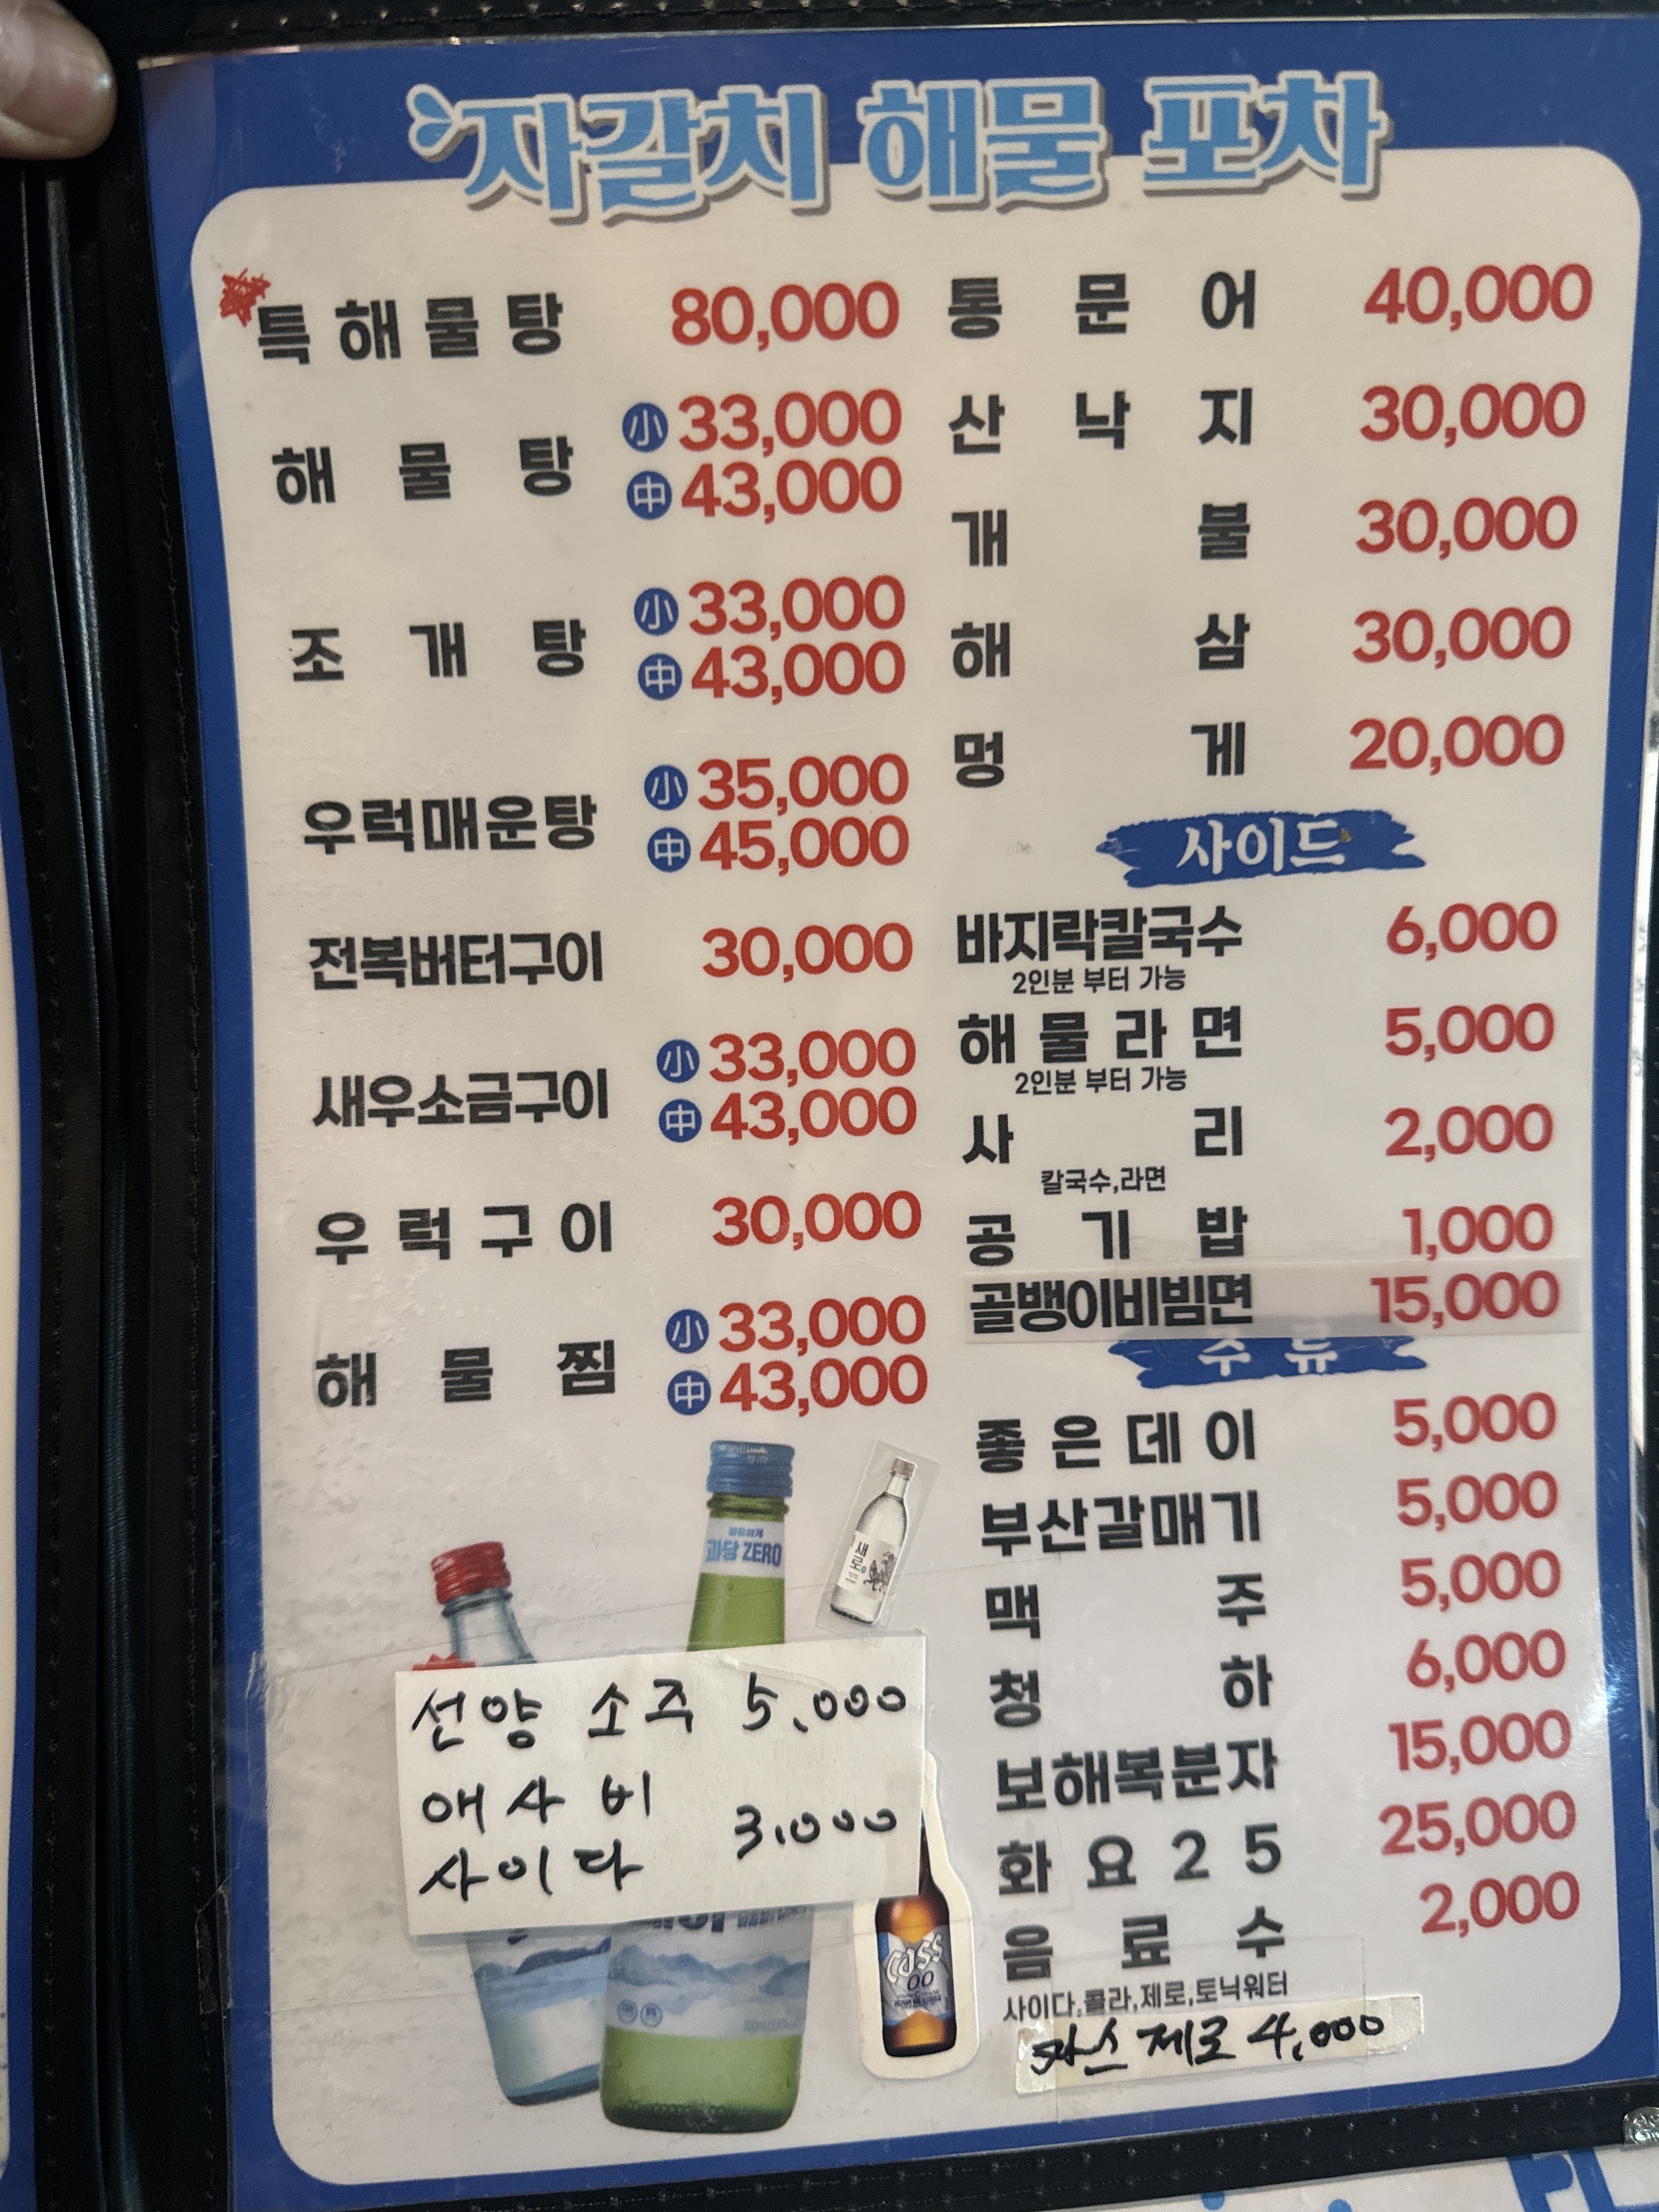 자갈치 해물 포차
특해물탕 80,000
해물탕 小 33,000
中 43,000
조개탕 小 33,000
中 43,000
우럭매운탕 小 35,000
中 45,000
전복버터구이 30,000
새우소금구이 小 33,000
中 43,000
우럭구이 30,000
해물찜 小 33,000
中 43,000
통문어 40,000
산낙지 30,000
개불 30,000
해삼 30,000
멍게 20,000
사이드
바지락칼국수 6,000
2인분 부터 가능
해물라면 5,000
2인분 부터 가능
사리 2,000
칼국수,라면
공기밥 1,000
골뱅이비빔면 15,000
주류
좋은데이 5,000
부산갈매기 5,000
맥주 5,000
청하 6,000
보해복분자 15,000
화요25 25,000
음료수 2,000
사이다,콜라,제로,토닉워터
카스 제로 4,000
과당 ZERO
새로
선양 소주 5.000
애사비
사이다 3.000
Cass
0.0